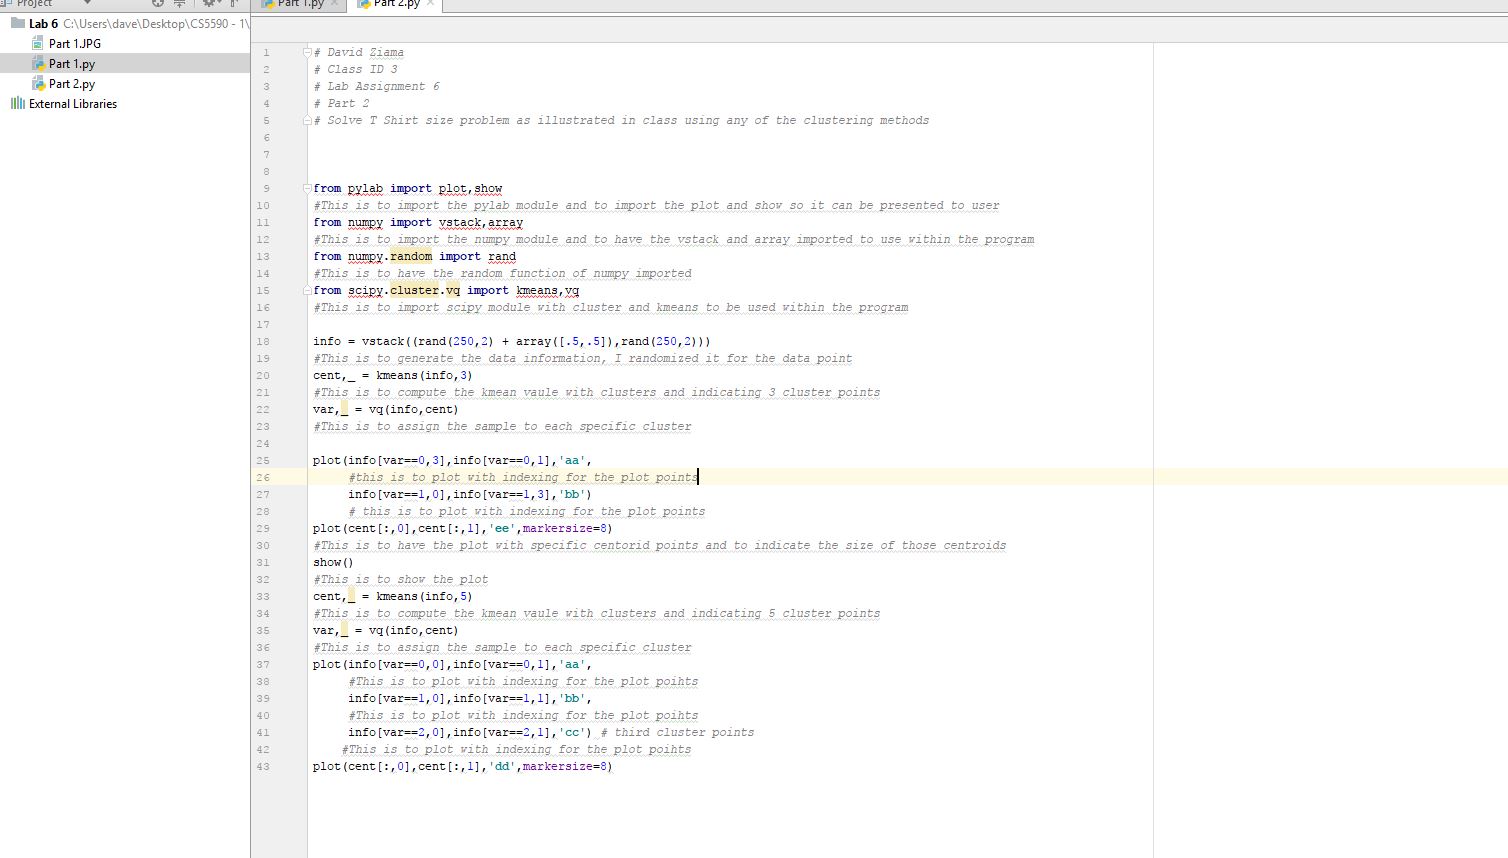 Project
Part 1.py
Part 2.py
Lab 6 C:\Users\dave\Desktop\CS5590 - 1\
Part 1.JPG
Part 1.py
Part 2.py
External Libraries
1 # David Ziama
2 # Class ID 3
3 # Lab Assignment 6
4 # Part 2
5 # Solve T Shirt size problem as illustrated in class using any of the clustering methods
6
7
8
9 from pylab import plot,show
10 #This is to import the pylab module and to import the plot and show so it can be presented to user
11 from numpy import vstack,array
12 #This is to import the numpy module and to have the vstack and array imported to use within the program
13 from numpy.random import rand
14 #This is to have the random function of numpy imported
15 from scipy.cluster.vq import kmeans,vq
16 #This is to import scipy module with cluster and kmeans to be used within the program
17
18 info = vstack((rand(250,2) + array([.5,.5]),rand(250,2)))
19 #This is to generate the data information, I randomized it for the data point
20 cent,_ = kmeans(info,3)
21 #This is to compute the kmean vaule with clusters and indicating 3 cluster points
22 var,_ = vq(info,cent)
23 #This is to assign the sample to each specific cluster
24
25 plot(info[var==0,3],info[var==0,1],'aa',
26 #this is to plot with indexing for the plot points
27 info[var==1,0],info[var==1,3],'bb')
28 # this is to plot with indexing for the plot points
29 plot(cent[:,0],cent[:,1],'ee',markersize=8)
30 #This is to have the plot with specific centorid points and to indicate the size of those centroids
31 show()
32 #This is to show the plot
33 cent,_ = kmeans(info,5)
34 #This is to compute the kmean vaule with clusters and indicating 5 cluster points
35 var,_ = vq(info,cent)
36 #This is to assign the sample to each specific cluster
37 plot(info[var==0,0],info[var==0,1],'aa',
38 #This is to plot with indexing for the plot poihts
39 info[var==1,0],info[var==1,1],'bb',
40 #This is to plot with indexing for the plot poihts
41 info[var==2,0],info[var==2,1],'cc') # third cluster points
42 #This is to plot with indexing for the plot poihts
43 plot(cent[:,0],cent[:,1],'dd',markersize=8)